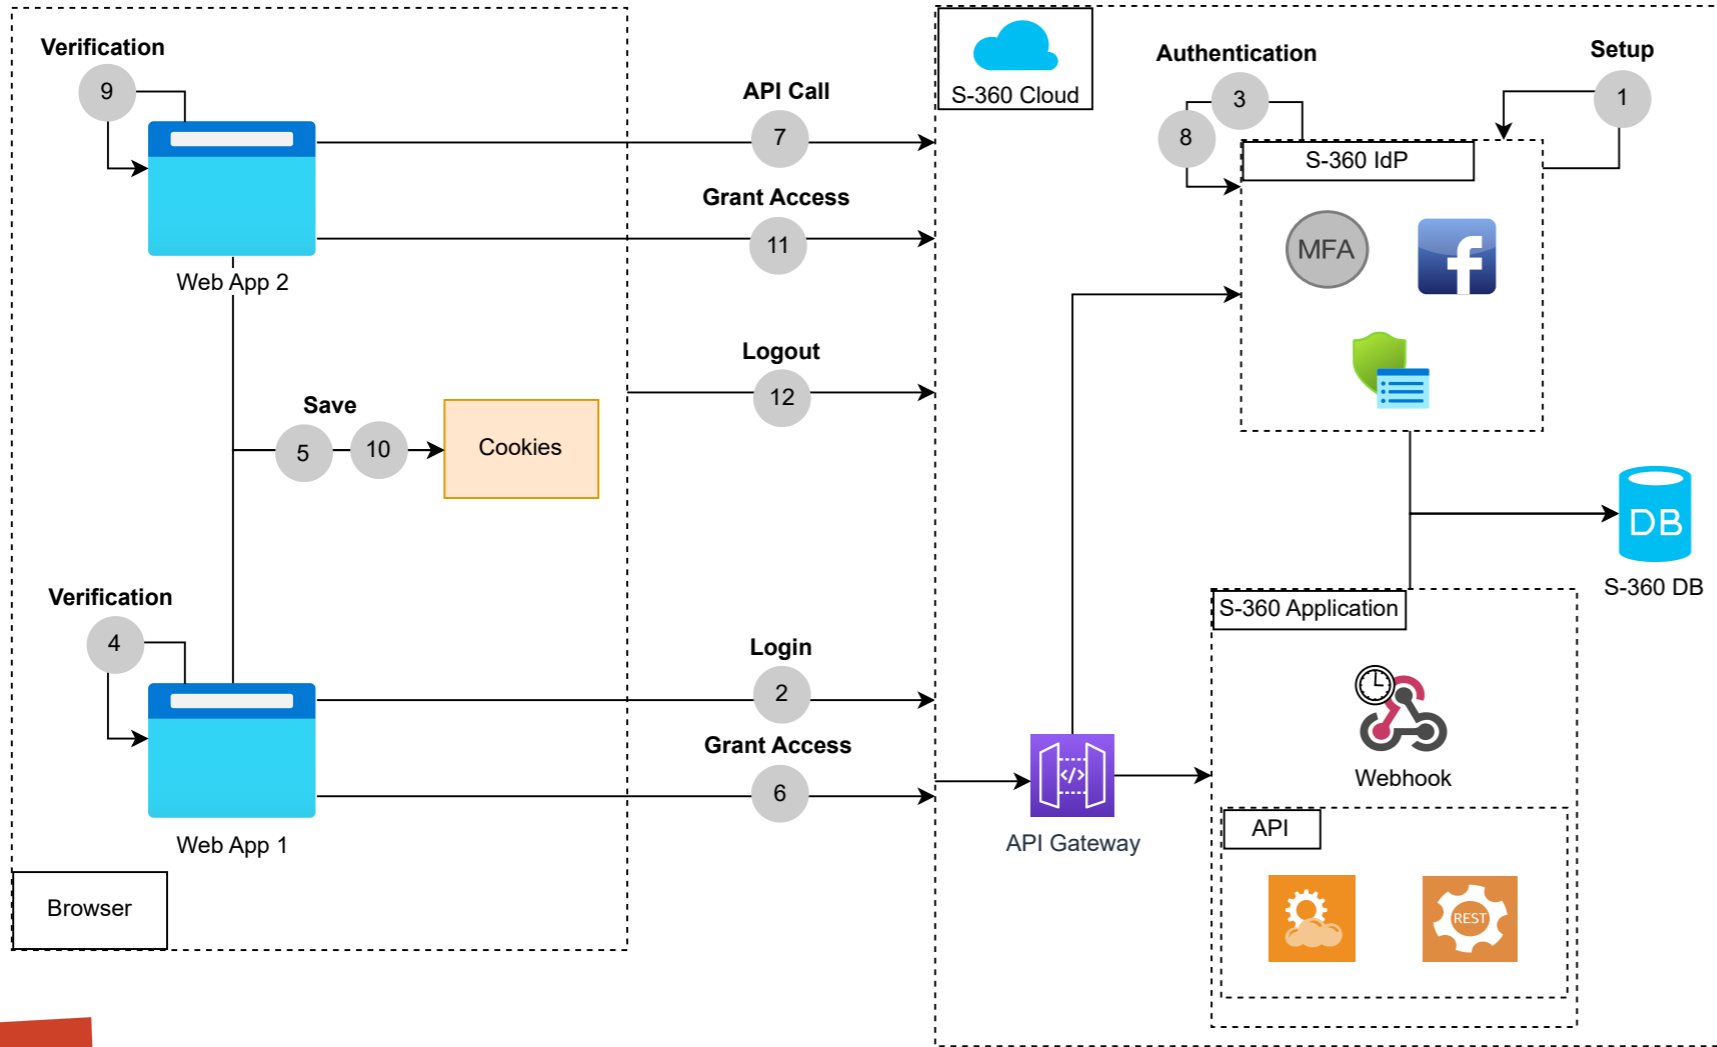 Verification
9
Web App 2
API Call
7
Grant Access
11
Logout
12
Save
5
10
Cookies
Verification
4
Web App 1
Login
2
Grant Access
6
Browser
S-360 Cloud
Authentication
3
8
Setup
1
S-360 IdP
MFA
f
DB
S-360 DB
S-360 Application
Webhook
</>
API Gateway
API
REST